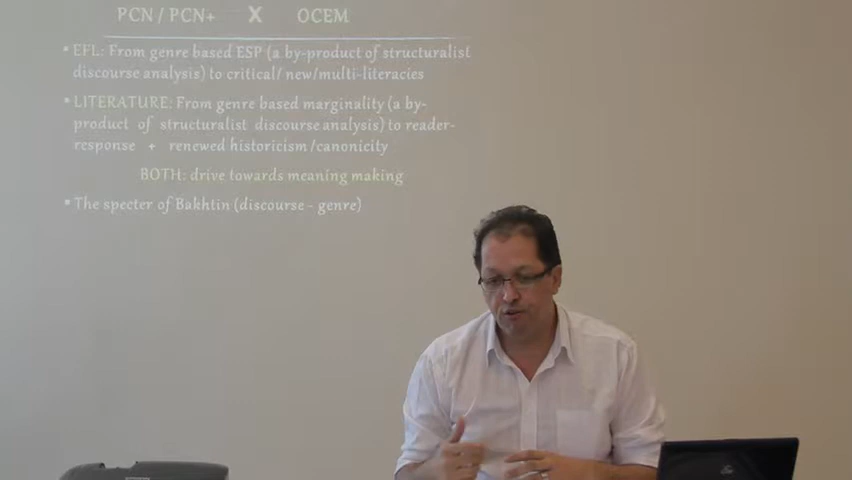 PCN / PCN+ X OCEM
• EFL: From genre based ESP (a by-product of structuralist
discourse analysis) to critical/ new/multi-literacies
• LITERATURE: From genre based marginality (a by-
product of structuralist discourse analysis) to reader-
response + renewed historicism /canonicity
BOTH: drive towards meaning making
• The specter of Bakhtin (discourse - genre)